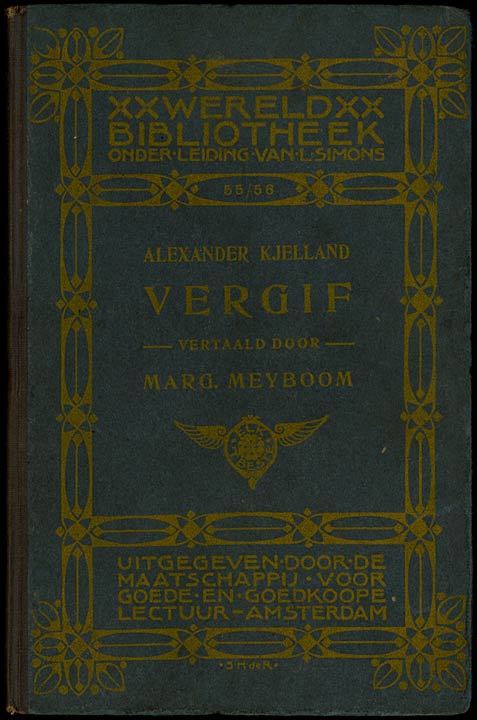 XXWERELDXX
BIBLIOTHEEK
ONDER·LEIDING·VAN·L·SIMONS
55/56
ALEXANDER KJELLAND
VERGIF
— VERTAALD DOOR —
MARG. MEYBOOM
UITGEGEVEN·DOOR·DE
MAATSCHAPPIJ·VOOR
GOEDE·EN·GOEDKOOPE
LECTUUR–AMSTERDAM
·S·H·de R·